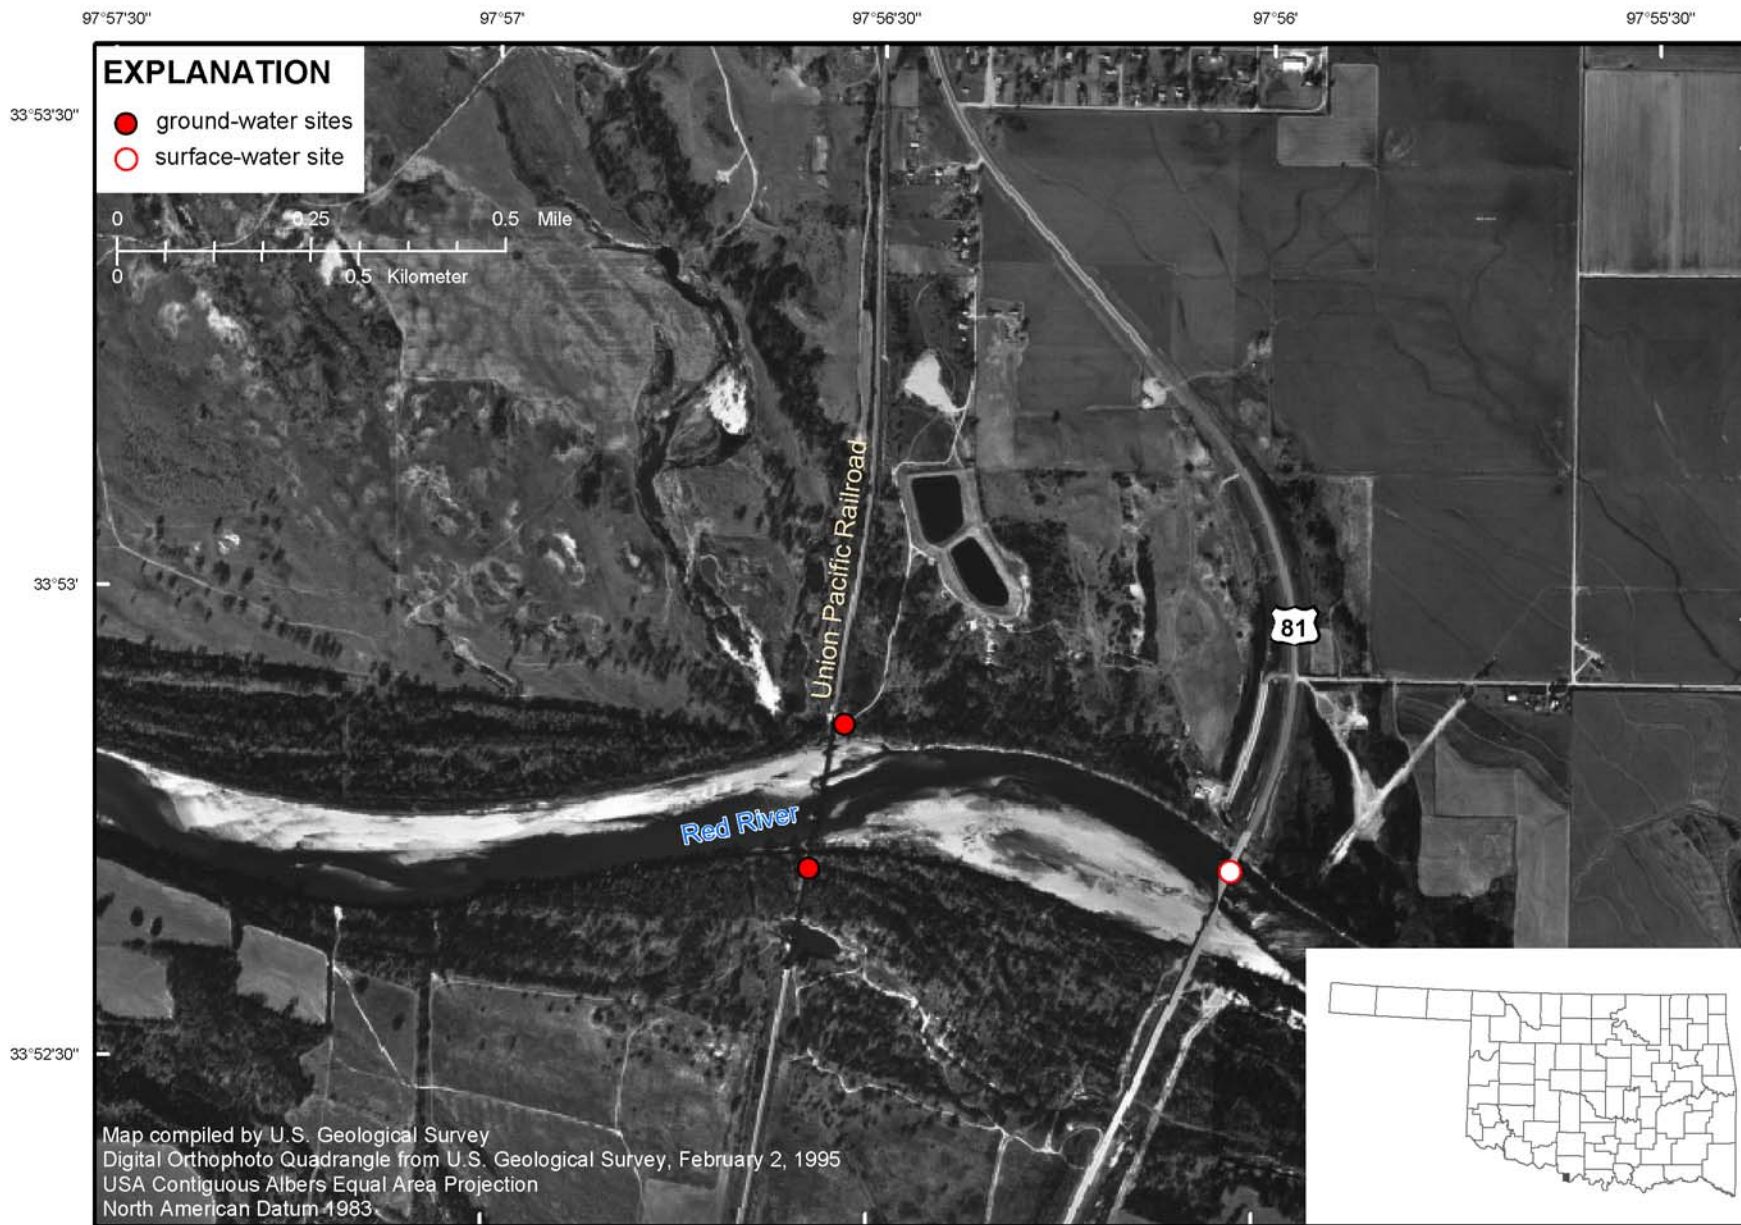 97°57'30" 97°57' 97°56'30" 97°56' 97°55'30"
EXPLANATION
33°53'30"
ground-water sites
surface-water site
0 0.25 0.5 Mile
0 0.5 Kilometer
Union Pacific Railroad
33°53'
81
Red River
33°52'30"
Map compiled by U.S. Geological Survey
Digital Orthophoto Quadrangle from U.S. Geological Survey, February 2, 1995
USA Contiguous Albers Equal Area Projection
North American Datum 1983